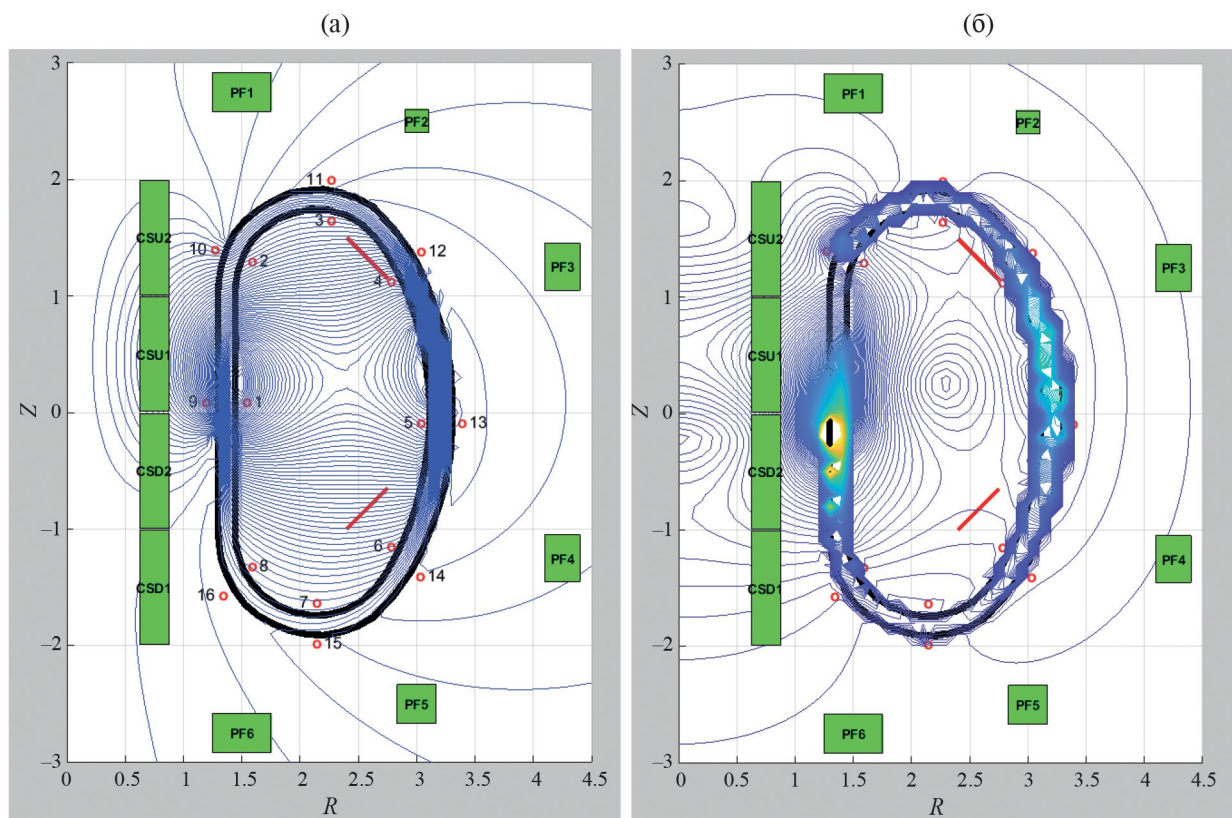 (а)
(б)
3
2
1
0
–1
–2
–3
Z
0
0.5
1
1.5
2
2.5
3
3.5
4
4.5
R
PF1
PF2
PF3
PF4
PF5
PF6
CSU2
CSU1
CSD2
CSD1
11
3
10
2
12
4
9
1
5
13
6
8
14
16
7
15
3
2
1
0
–1
–2
–3
Z
0
0.5
1
1.5
2
2.5
3
3.5
4
4.5
R
PF1
PF2
PF3
PF4
PF5
PF6
CSU2
CSU1
CSD2
CSD1